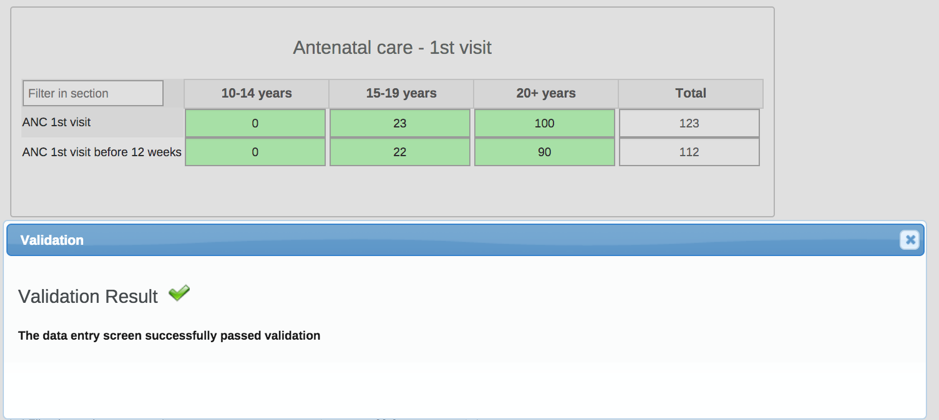 Antenatal care - 1st visit
Filter in section 10-14 years 15-19 years 20+ years Total
ANC 1st visit 0 23 100 123
ANC 1st visit before 12 weeks 0 22 90 112
Validation
Validation Result
The data entry screen successfully passed validation